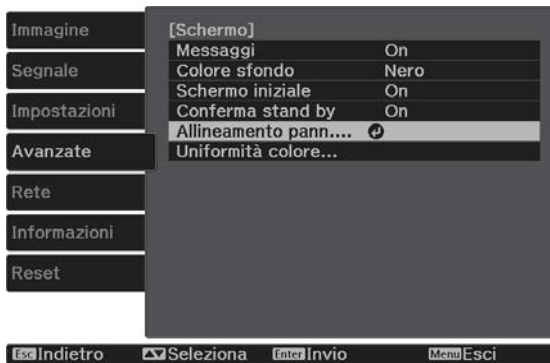 Immagine
Segnale
Impostazioni
Avanzate
Rete
Informazioni
Reset
[Schermo]
Messaggi On
Colore sfondo Nero
Schermo iniziale On
Conferma stand by On
Allineamento pann....
Uniformità colore...
Esc Indietro Seleziona Enter Invio Menu Esci